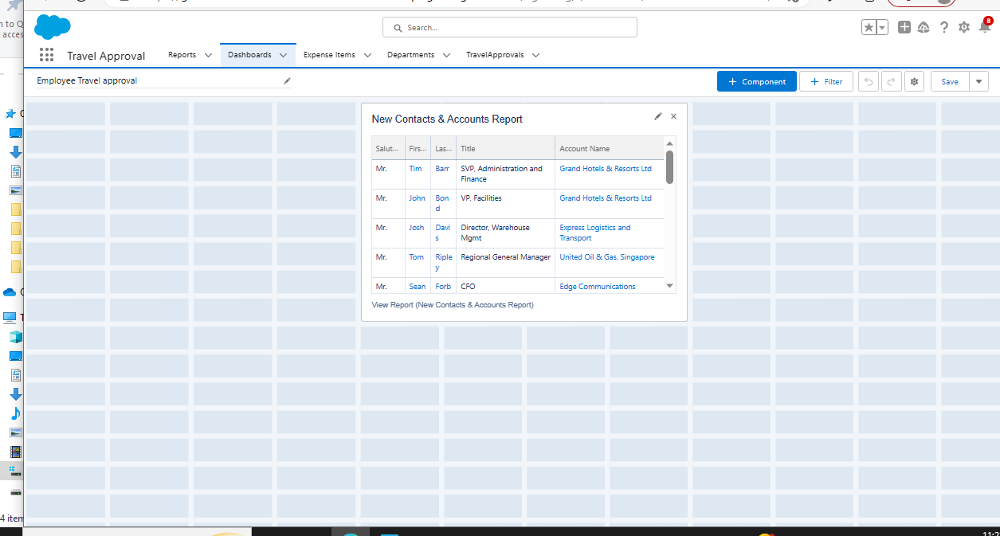 n to Q
acces
Search...
8
Travel Approval
Reports
Dashboards
Expense Items
Departments
TravelApprovals
Employee Travel approval
+ Component
+ Filter
Save
New Contacts & Accounts Report
Salut... Firs... Las... Title Account Name
Mr. Tim Barr SVP, Administration and Grand Hotels & Resorts Ltd
Finance
Mr. John Bon VP, Facilities Grand Hotels & Resorts Ltd
d
Mr. Josh Davi Director, Warehouse Express Logistics and
s Mgmt Transport
Mr. Tom Riple Regional General Manager United Oil & Gas, Singapore
y
Mr. Sean Forb CFO Edge Communications
View Report (New Contacts & Accounts Report)
4 item
11:2